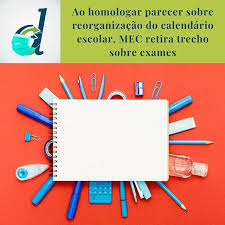 Ao homologar parecer sobre
reorganização do calendário
escolar, MEC retira trecho
sobre exames